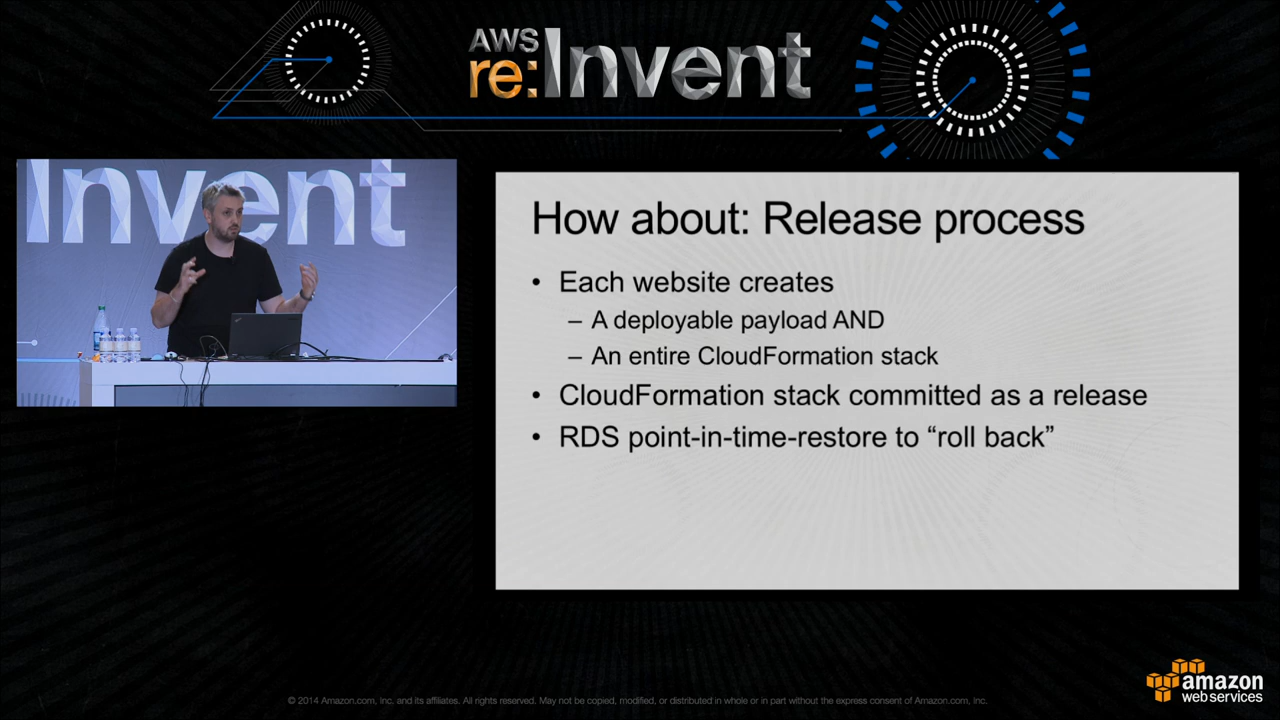 AWS
re:Invent
Invent
How about: Release process
• Each website creates
– A deployable payload AND
– An entire CloudFormation stack
• CloudFormation stack committed as a release
• RDS point-in-time-restore to “roll back”
© 2014 Amazon.com, Inc. and its affiliates. All rights reserved. May not be copied, modified, or distributed in whole or in part without the express consent of Amazon.com, Inc.
amazon
web services